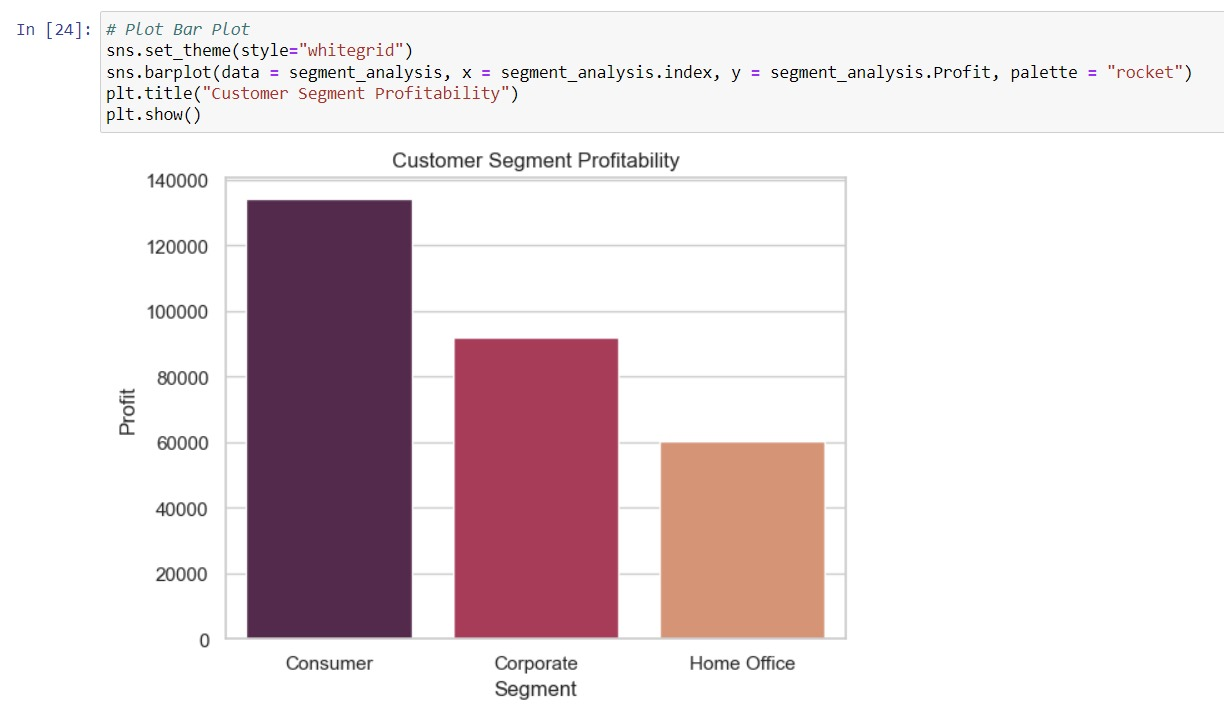 In [24]:
# Plot Bar Plot
sns.set_theme(style="whitegrid")
sns.barplot(data = segment_analysis, x = segment_analysis.index, y = segment_analysis.Profit, palette = "rocket")
plt.title("Customer Segment Profitability")
plt.show()
Customer Segment Profitability
140000
120000
100000
80000
60000
40000
20000
0
Profit
Consumer Corporate Home Office
Segment